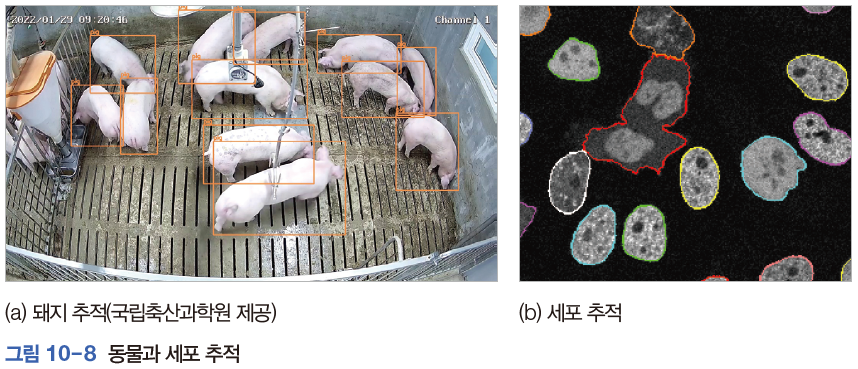 2022/01/29 09:20:46
Channel 1
(a) 돼지 추적(국립축산과학원 제공)
(b) 세포 추적
그림 10-8 동물과 세포 추적